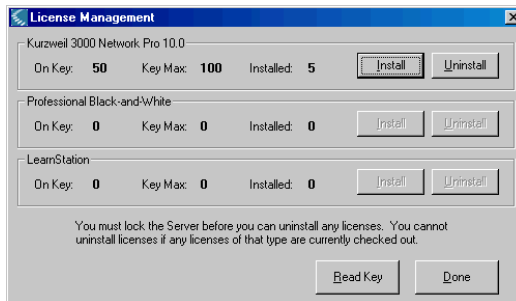 License Management
Kurzweil 3000 Network Pro 10.0
On Key: 50 Key Max: 100 Installed: 5 Install Uninstall
Professional Black-and-White
On Key: 0 Key Max: 0 Installed: 0 Install Uninstall
LearnStation
On Key: 0 Key Max: 0 Installed: 0 Install Uninstall
You must lock the Server before you can uninstall any licenses. You cannot
uninstall licenses if any licenses of that type are currently checked out.
Read Key Done